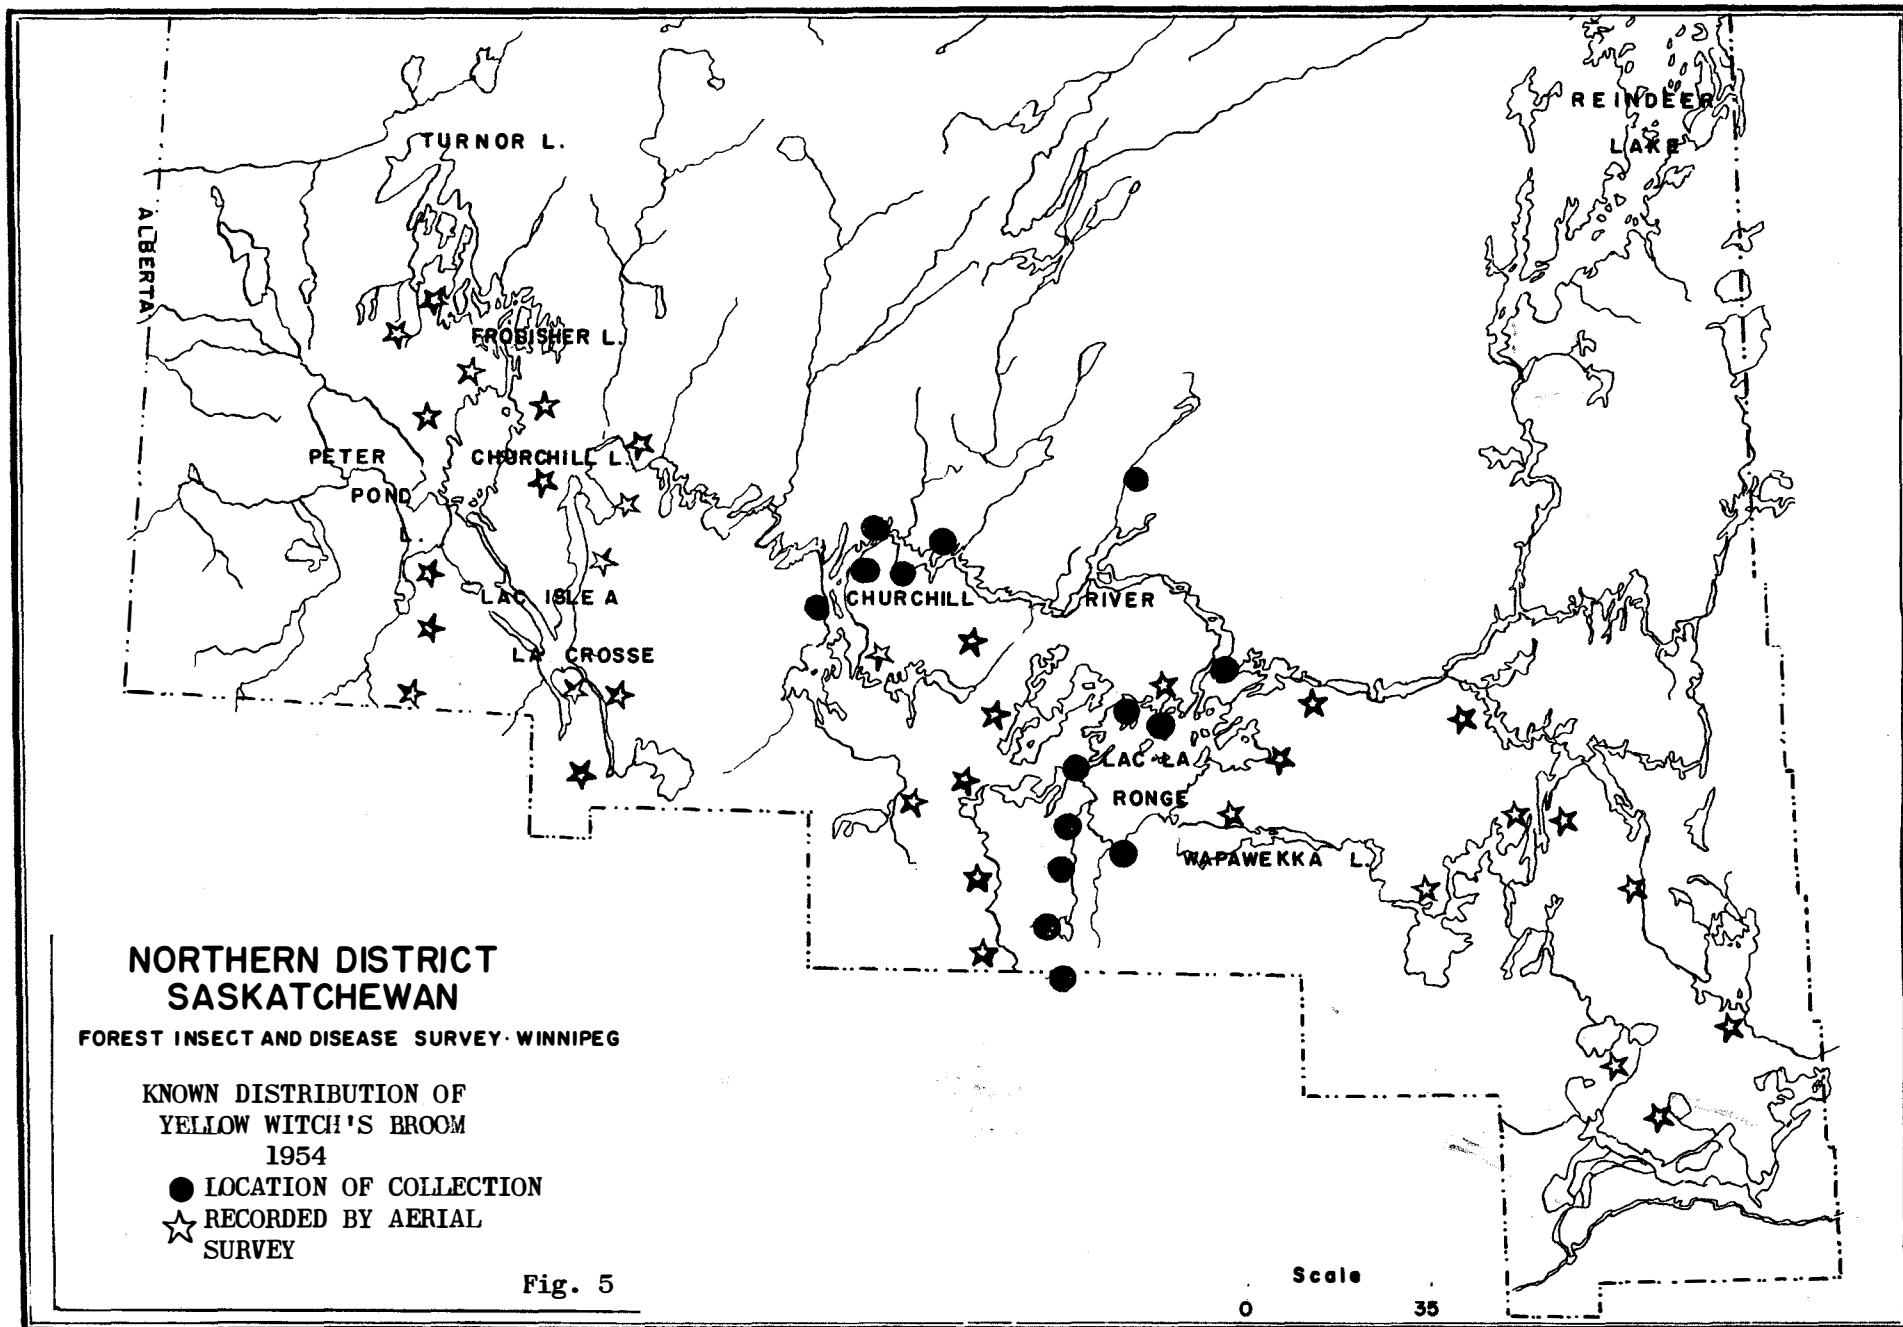 REINDEER
LAKE
TURNOR L.
ALBERTA
FROBISHER L.
PETER
POND
L.
CHURCHILL L.
LAC ISLE A
LA CROSSE
CHURCHILL RIVER
LAC LA
RONGE
WAPAWEKKA L.
NORTHERN DISTRICT
SASKATCHEWAN
FOREST INSECT AND DISEASE SURVEY· WINNIPEG
KNOWN DISTRIBUTION OF
YELLOW WITCH'S BROOM
1954
LOCATION OF COLLECTION
RECORDED BY AERIAL
SURVEY
Fig. 5
Scale
0 35